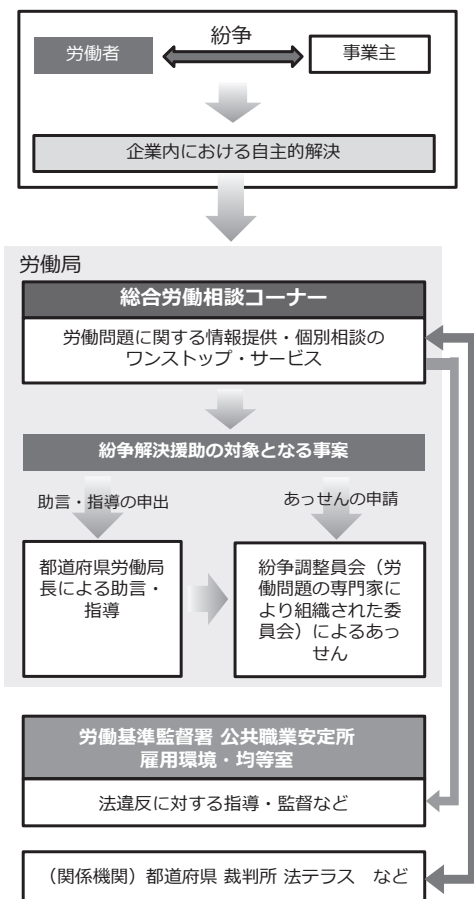 紛争
労働者
事業主
企業内における自主的解決
労働局
総合労働相談コーナー
労働問題に関する情報提供・個別相談の
ワンストップ・サービス
紛争解決援助の対象となる事案
助言・指導の申出
あっせんの申請
都道府県労働局
長による助言・
指導
紛争調整員会（労
働問題の専門家に
より組織された委
員会）によるあっ
せん
労働基準監督署 公共職業安定所
雇用環境・均等室
法違反に対する指導・監督など
（関係機関）都道府県 裁判所 法テラス　など